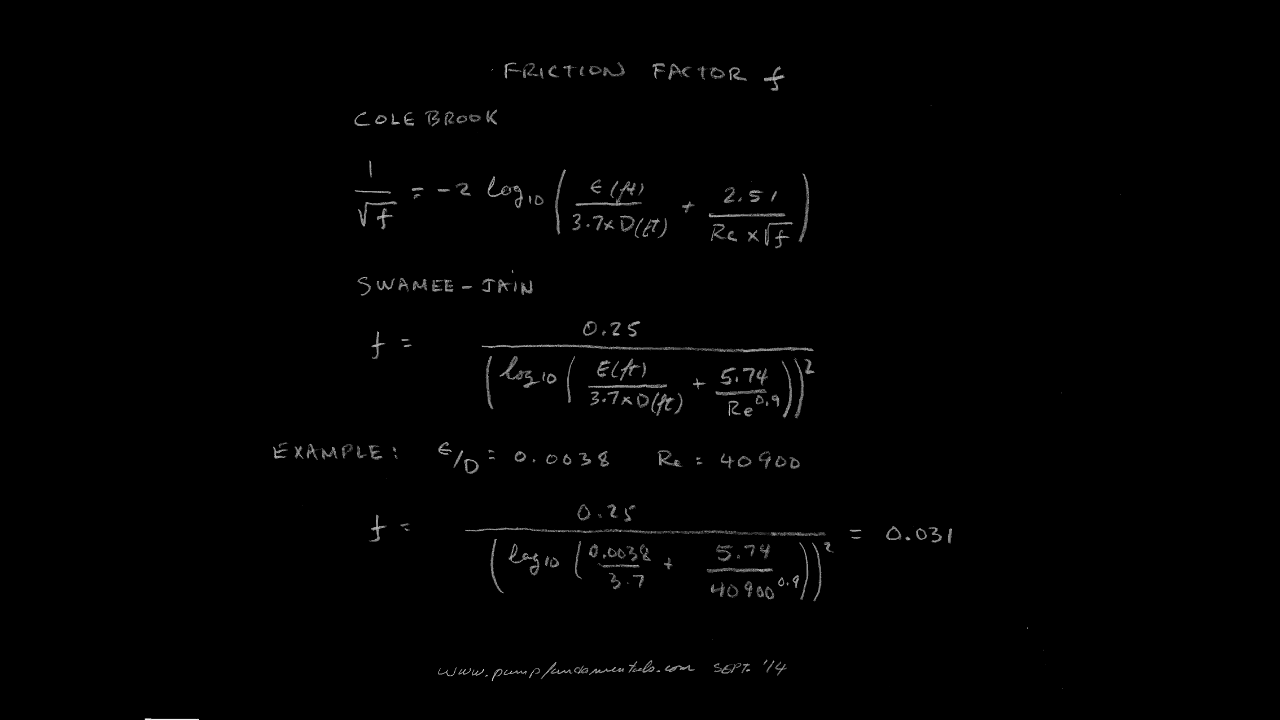 FRICTION FACTOR f
COLEBROOK
1/√f = -2 log10 (ϵ(ft)/3.7xD(ft) + 2.51/Re x√f)
SWAMEE-JAIN
f = 0.25/(log10 (ϵ(ft)/3.7xD(ft) + 5.74/Re^0.9))^2
EXAMPLE: ϵ/D = 0.0038 Re = 40900
f = 0.25/(log10 (0.0038/3.7 + 5.74/40900^0.9))^2 = 0.031
www.pumpfundamentals.com SEPT. '14